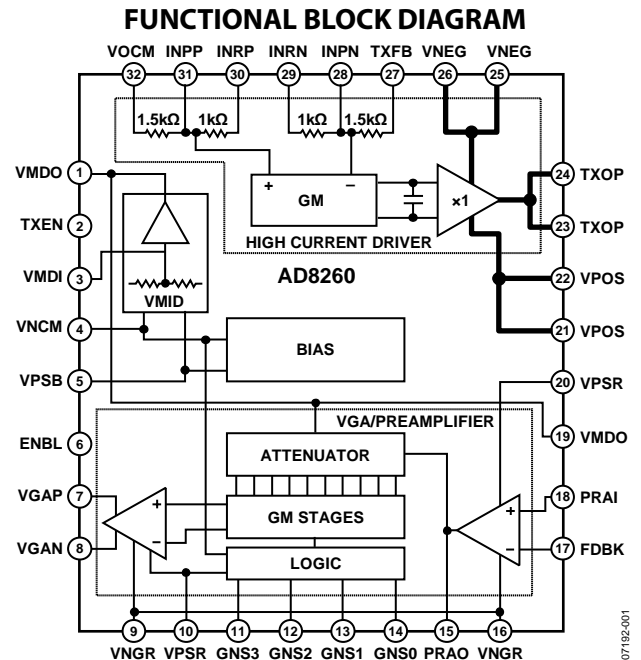 FUNCTIONAL BLOCK DIAGRAM
VOCM INPP INRP INRN INPN TXFB VNEG VNEG
32 31 30 29 28 27 26 25
1.5kΩ 1kΩ 1kΩ 1.5kΩ
VMDO 1
TXEN 2
VMDI 3
VNCM 4
VPSB 5
ENBL 6
VGAP 7
VGAN 8
+ −
GM
×1
HIGH CURRENT DRIVER
AD8260
VMID
BIAS
VGA/PREAMPLIFIER
ATTENUATOR
+
−
GM STAGES
LOGIC
+
−
24 TXOP
23 TXOP
22 VPOS
21 VPOS
20 VPSR
19 VMDO
18 PRAI
17 FDBK
9 10 11 12 13 14 15 16
VNGR VPSR GNS3 GNS2 GNS1 GNS0 PRAO VNGR
07192-001